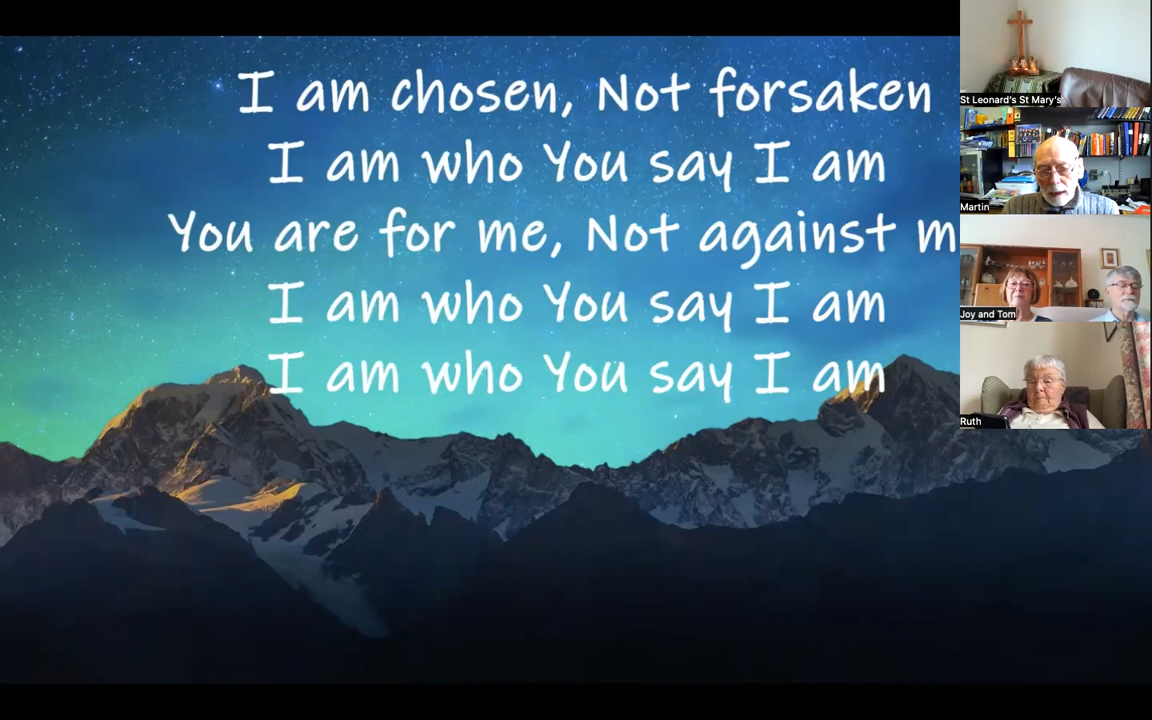 I am chosen, Not forsaken
I am who You say I am
You are for me, Not against m
I am who You say I am
I am who You say I am
St Leonard's St Mary's
Martin
Joy and Tom
Ruth